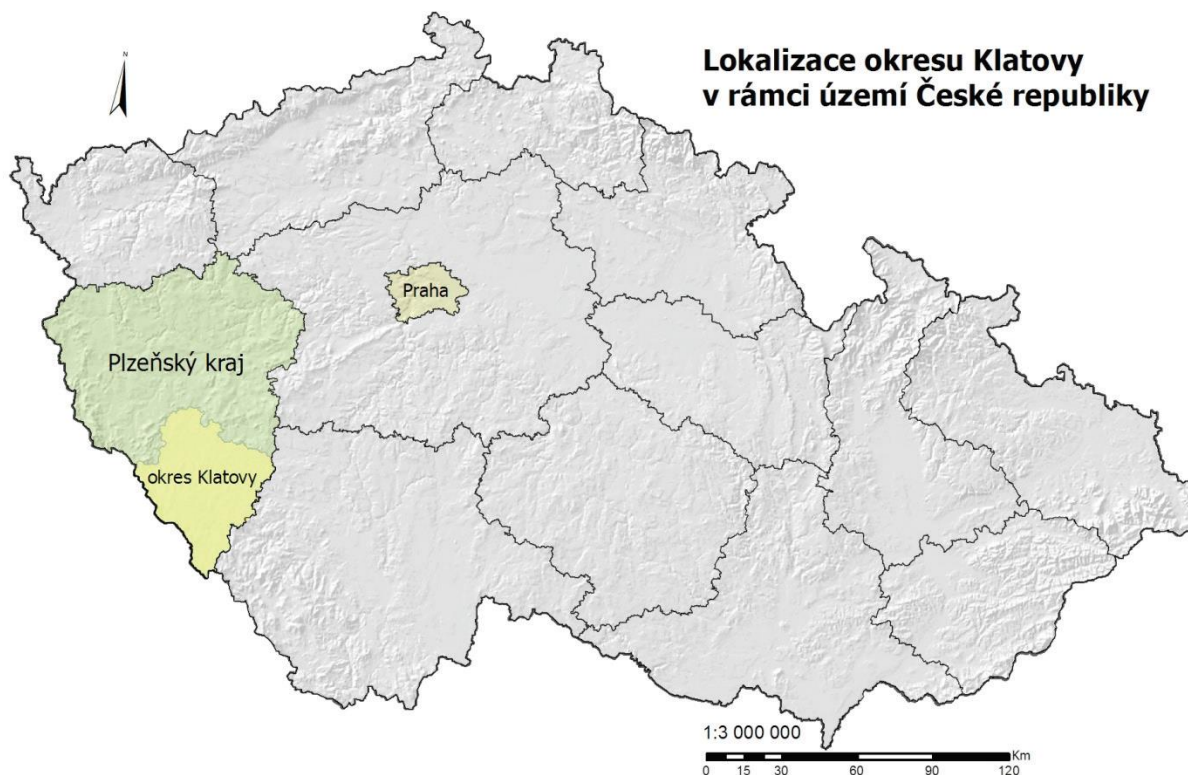 N
Lokalizace okresu Klatovy
v rámci území České republiky
Praha
Plzeňský kraj
okres Klatovy
1:3 000 000
Km
0 15 30 60 90 120